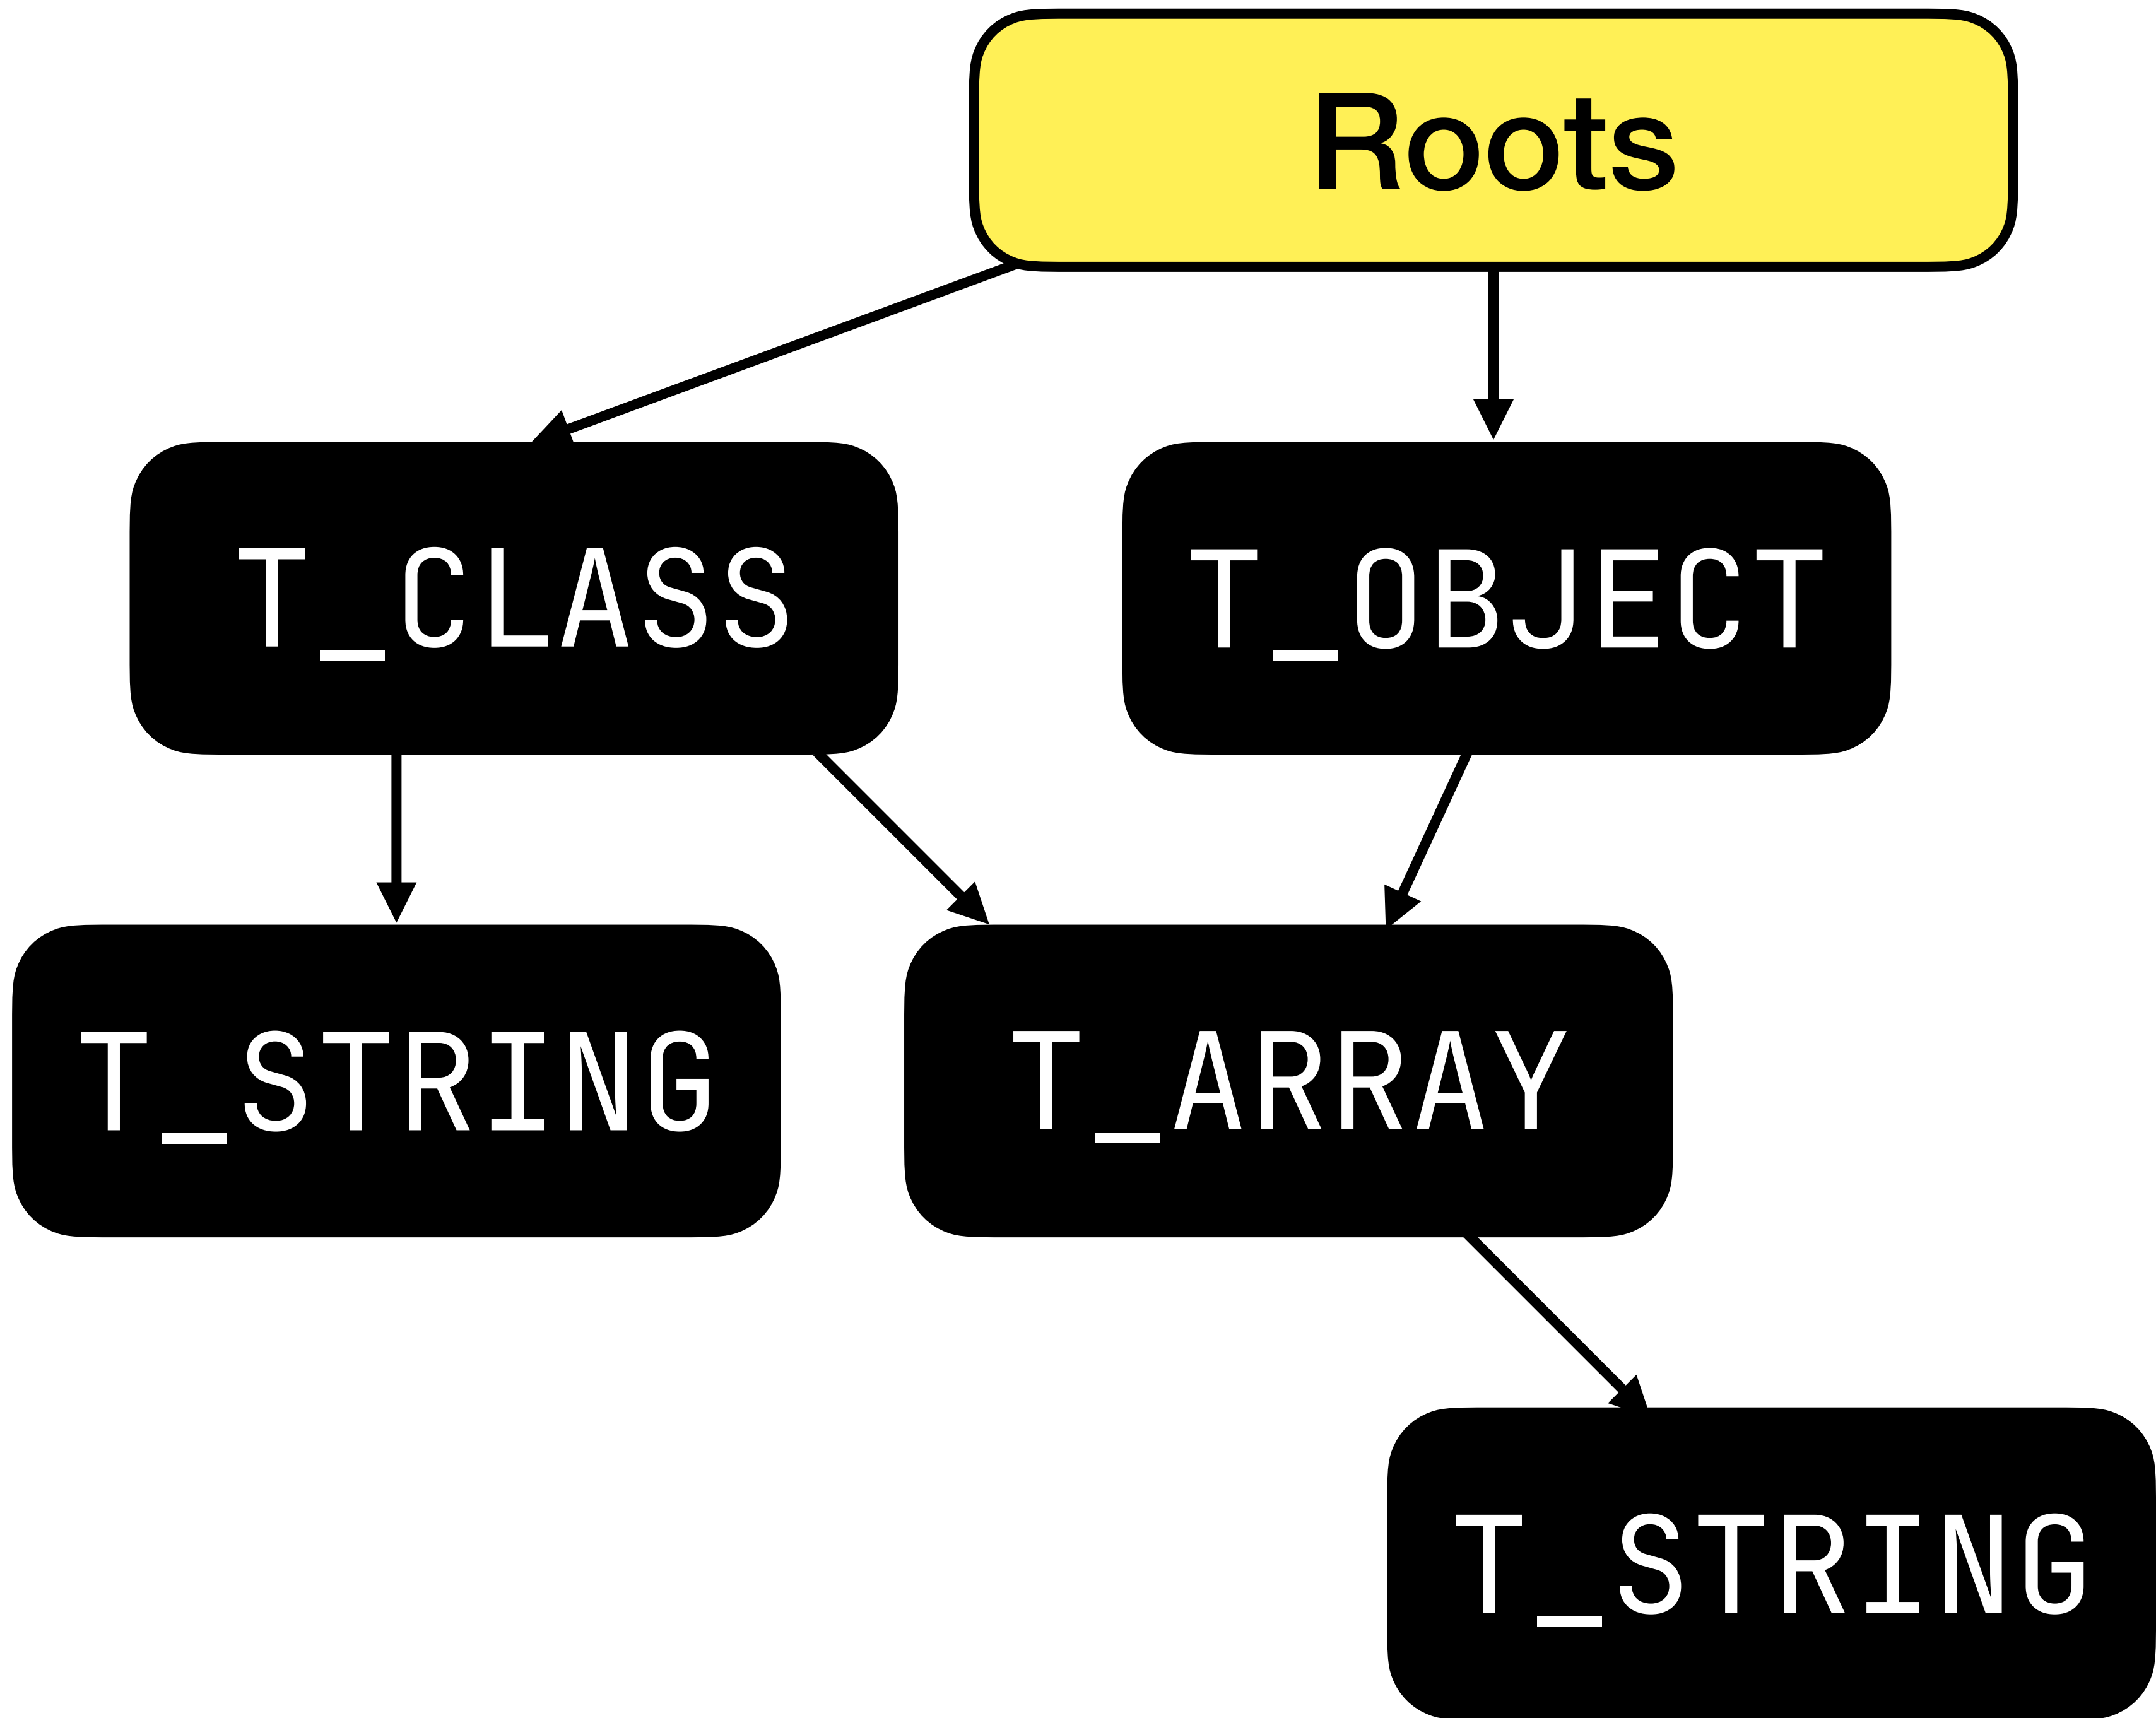 Roots
T_CLASS
T_OBJECT
T_STRING
T_ARRAY
T_STRING